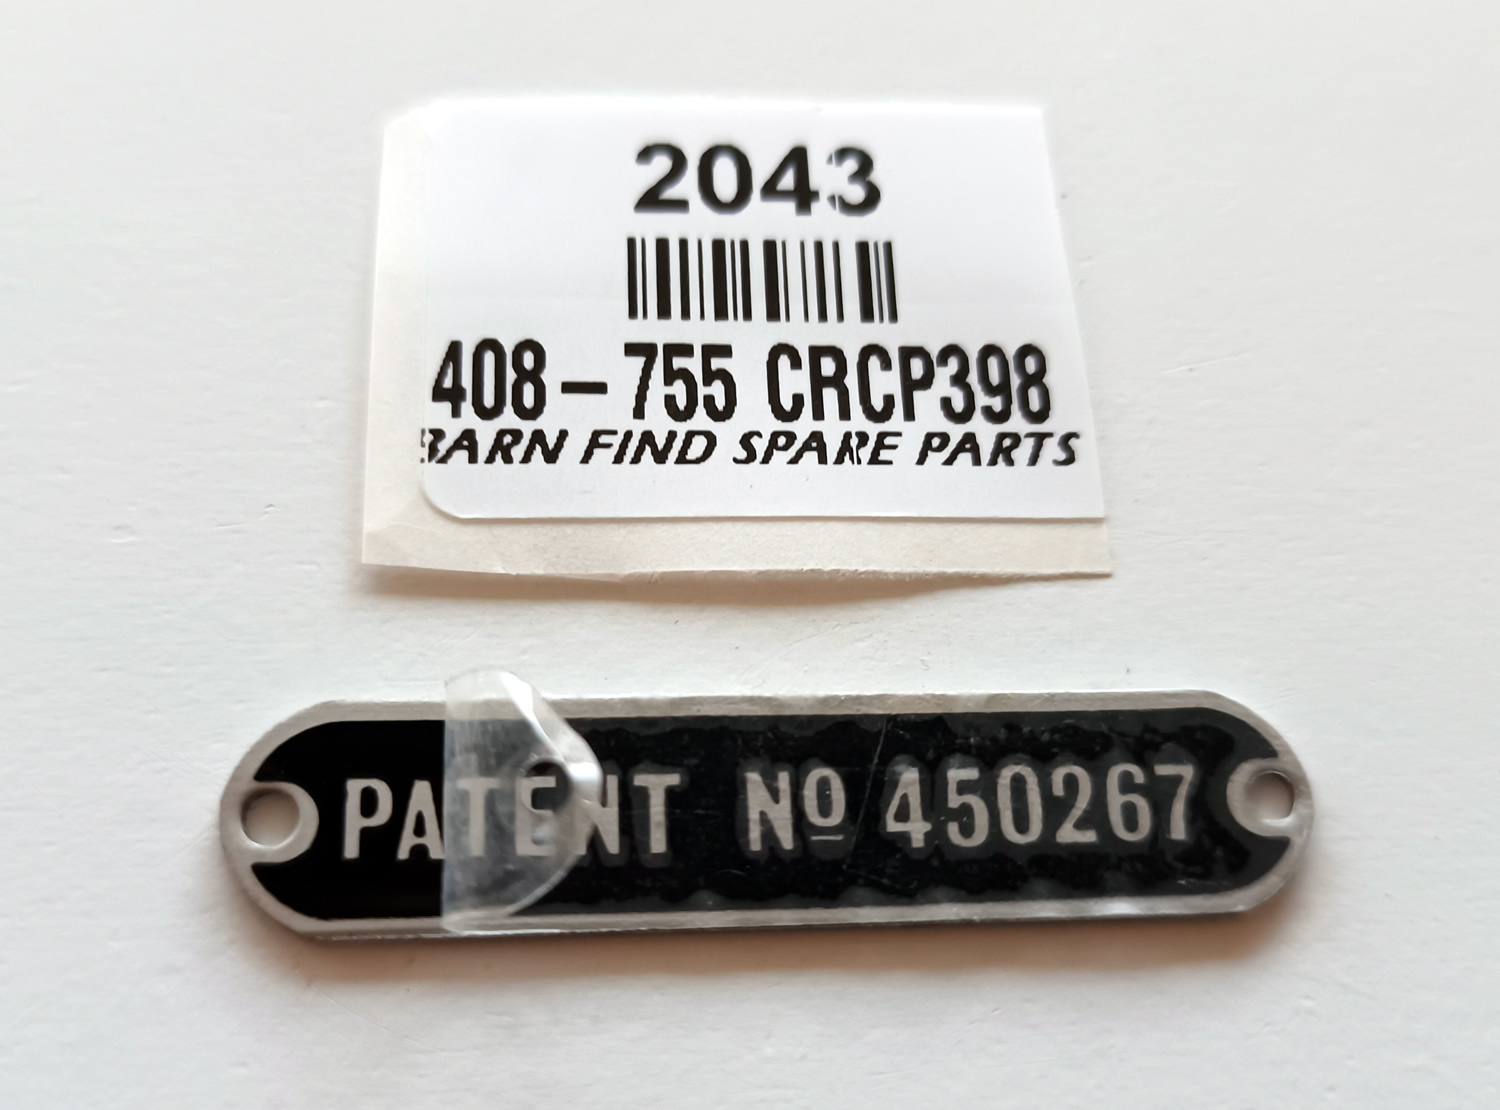 2043
408-755 CRCP398
BARN FIND SPARE PARTS
PATENT Nº 450267